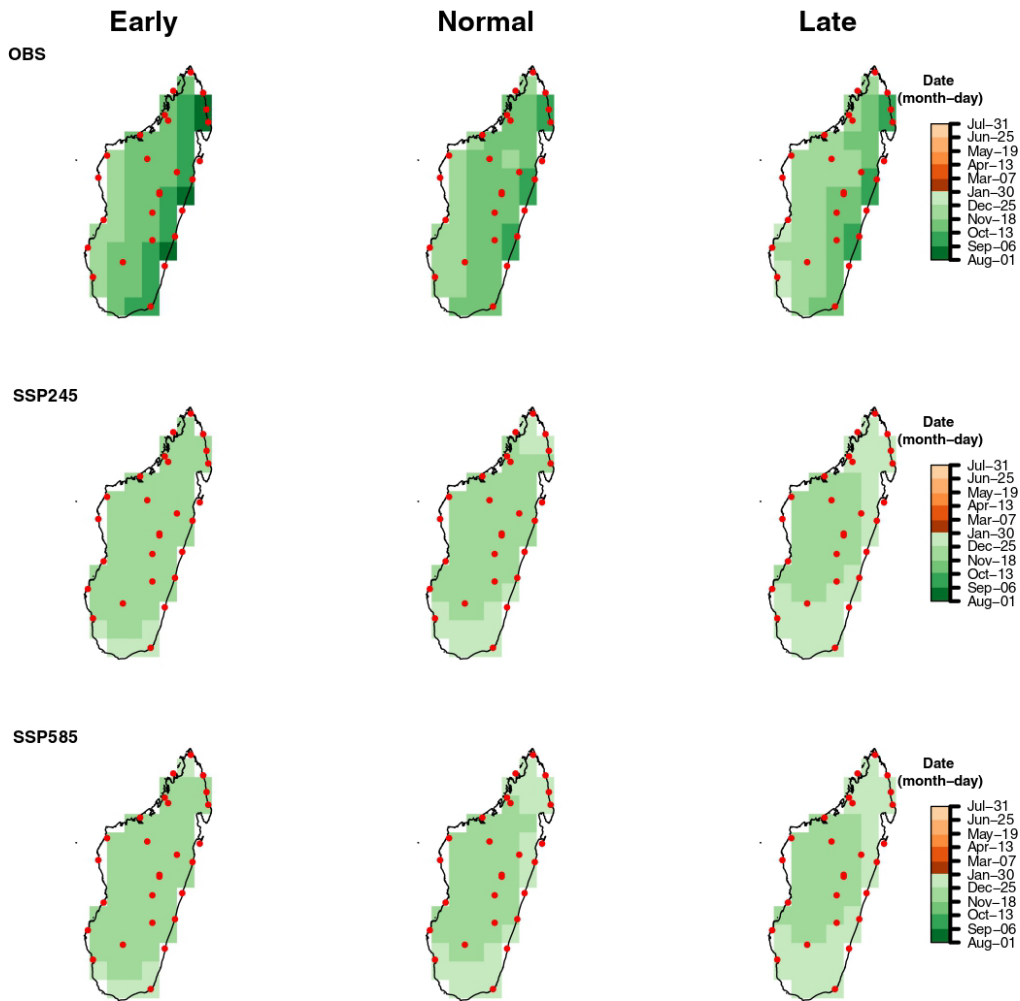 Early Normal Late
OBS
Date
(month−day)
Jul−31
Jun−25
May−19
Apr−13
Mar−07
Jan−30
Dec−25
Nov−18
Oct−13
Sep−06
Aug−01
SSP245
Date
(month−day)
Jul−31
Jun−25
May−19
Apr−13
Mar−07
Jan−30
Dec−25
Nov−18
Oct−13
Sep−06
Aug−01
SSP585
Date
(month−day)
Jul−31
Jun−25
May−19
Apr−13
Mar−07
Jan−30
Dec−25
Nov−18
Oct−13
Sep−06
Aug−01